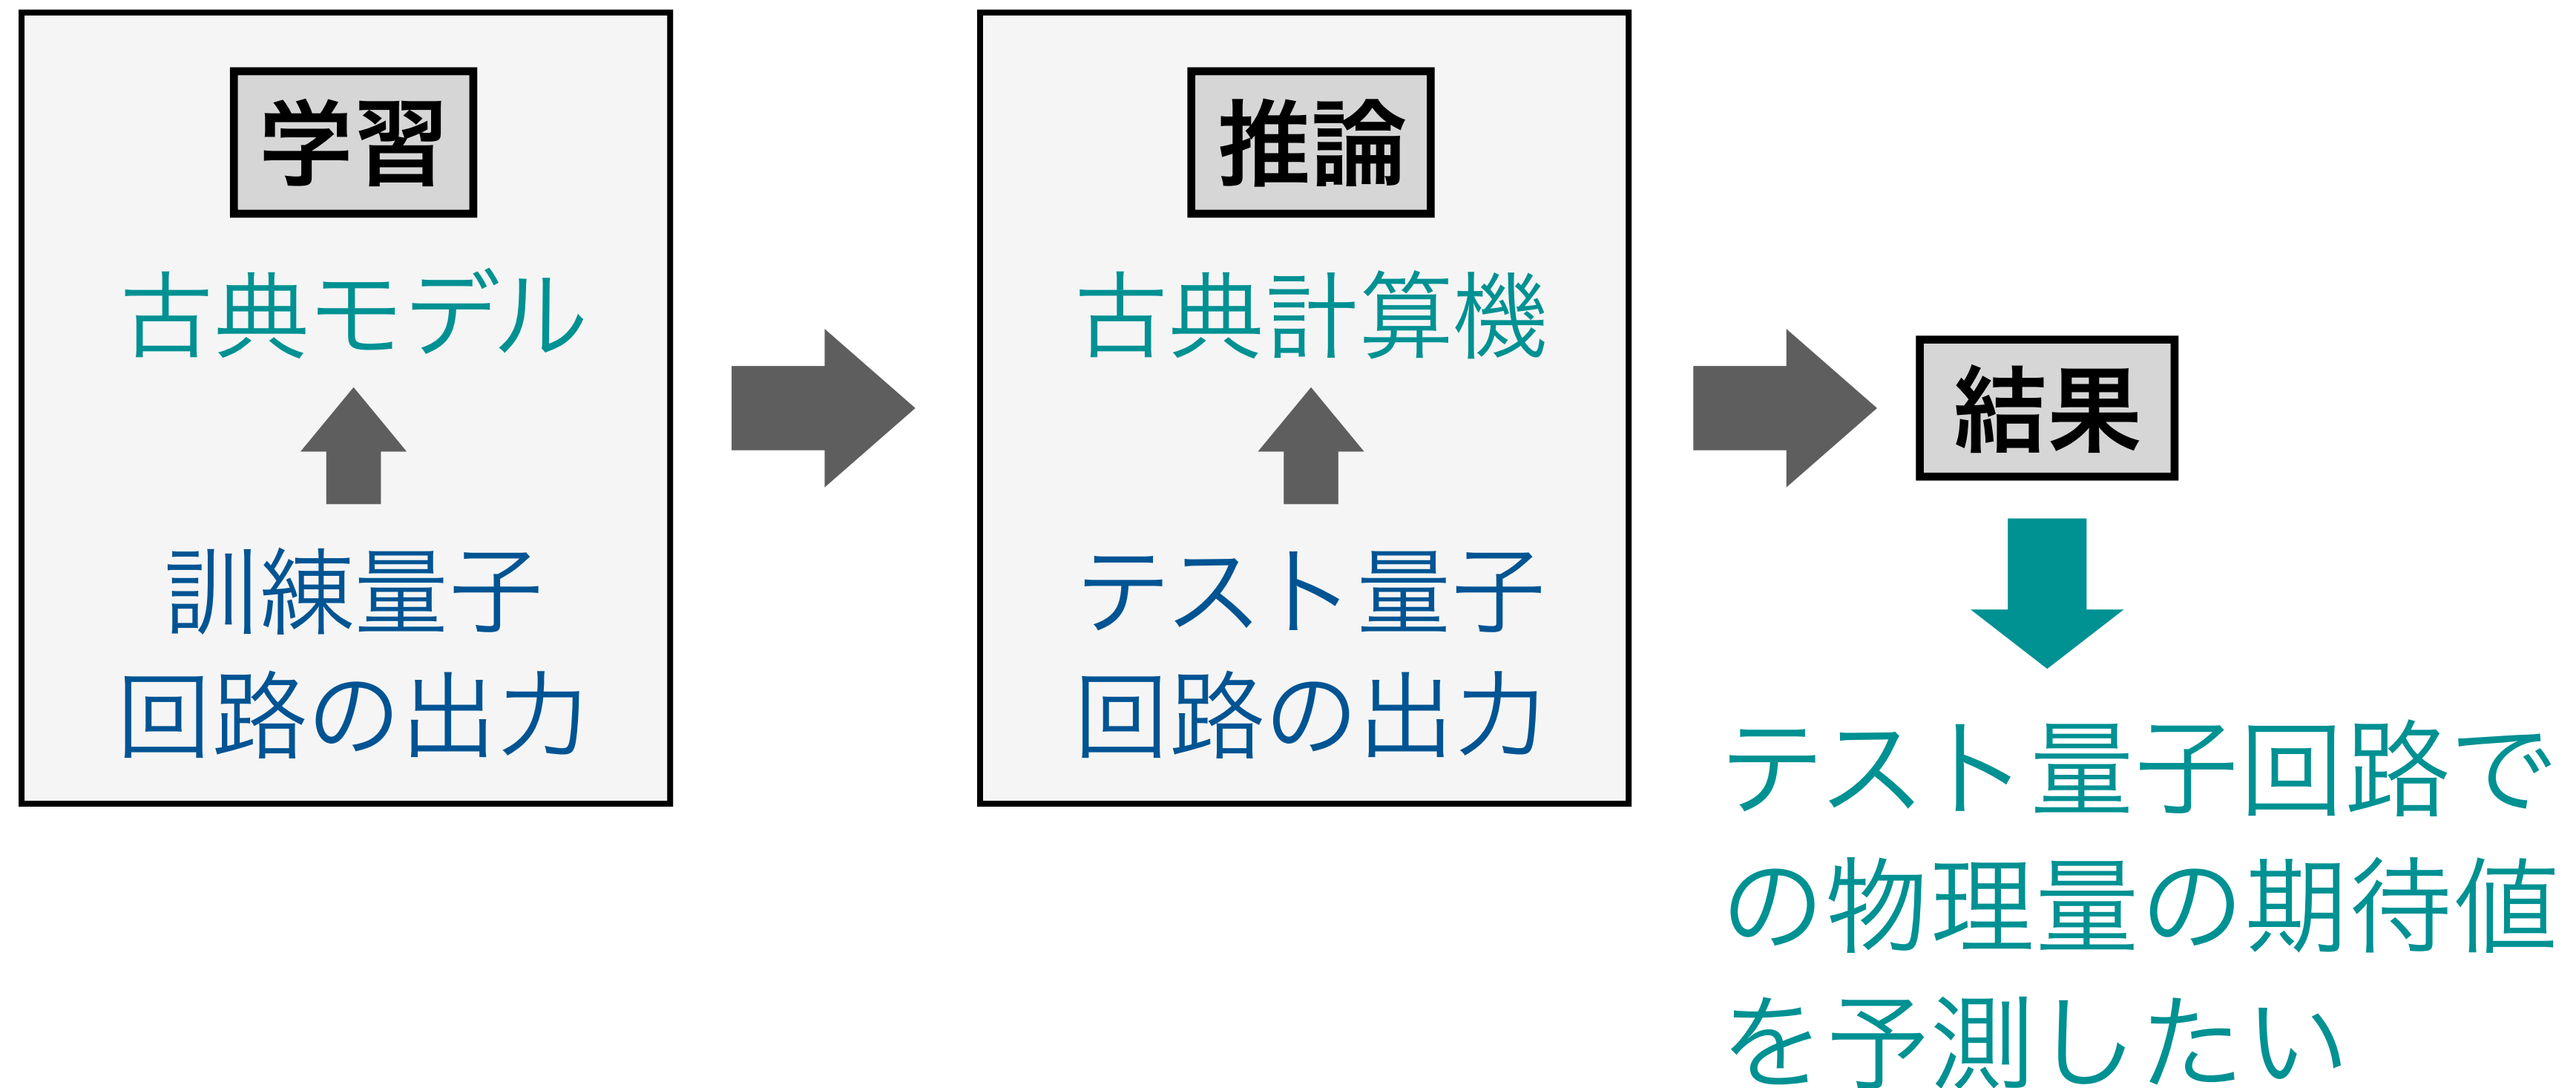 学習
古典モデル
訓練量子
回路の出力
推論
古典計算機
テスト量子
回路の出力
結果
テスト量子回路で
の物理量の期待値
を予測したい